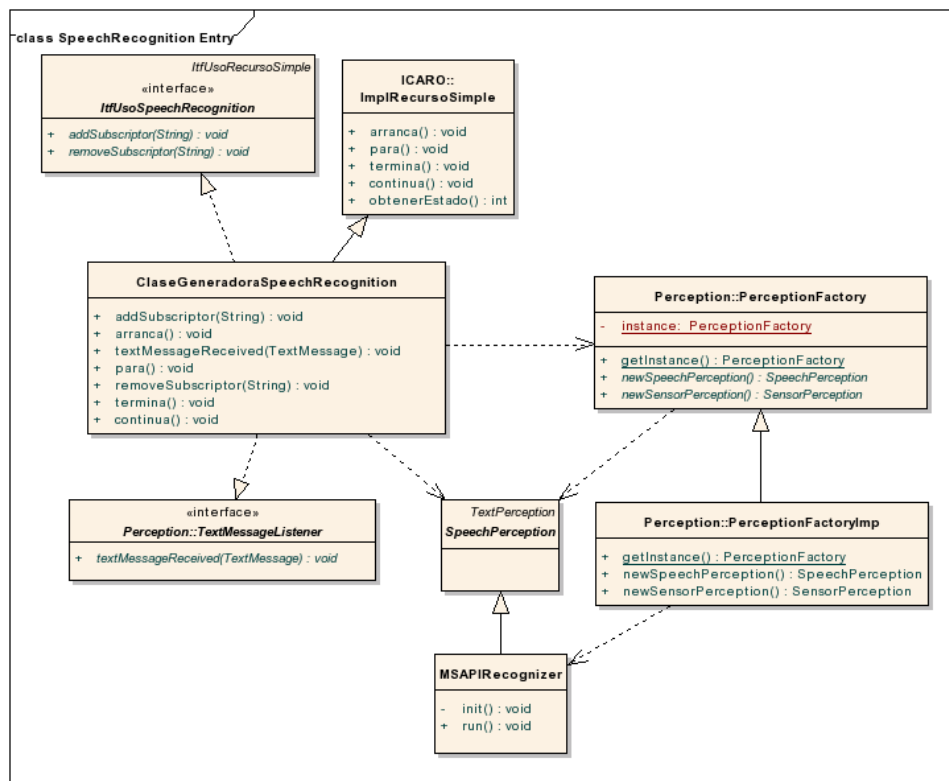 class SpeechRecognition Entry
ItfUsoRecursoSimple
«interface»
ItfUsoSpeechRecognition
+ addSubscriptor(String) : void
+ removeSubscriptor(String) : void
ICARO::
ImplRecursoSimple
+ arranca() : void
+ para() : void
+ termina() : void
+ continua() : void
+ obtenerEstado() : int
ClaseGeneradoraSpeechRecognition
+ addSubscriptor(String) : void
+ arranca() : void
+ textMessageReceived(TextMessage) : void
+ para() : void
+ removeSubscriptor(String) : void
+ termina() : void
+ continua() : void
Perception::PerceptionFactory
- instance: PerceptionFactory
+ getInstance() : PerceptionFactory
+ newSpeechPerception() : SpeechPerception
+ newSensorPerception() : SensorPerception
«interface»
Perception::TextMessageListener
+ textMessageReceived(TextMessage) : void
TextPerception
SpeechPerception
Perception::PerceptionFactoryImp
+ getInstance() : PerceptionFactory
+ newSpeechPerception() : SpeechPerception
+ newSensorPerception() : SensorPerception
MSAPIRecognizer
- init() : void
+ run() : void